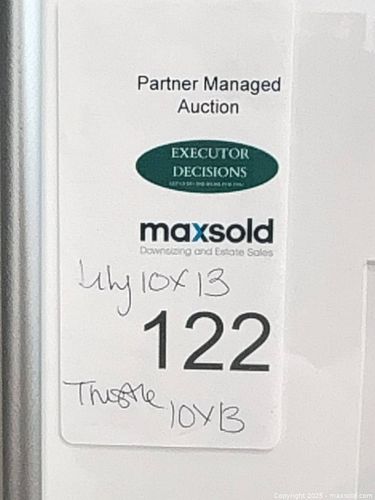 Partner Managed
Auction
EXECUTOR
DECISIONS
maxsold
Downsizing and Estate Sales
Lily 10X13
122
Thistle
10X13
Copyright 2025 - maxsold.com